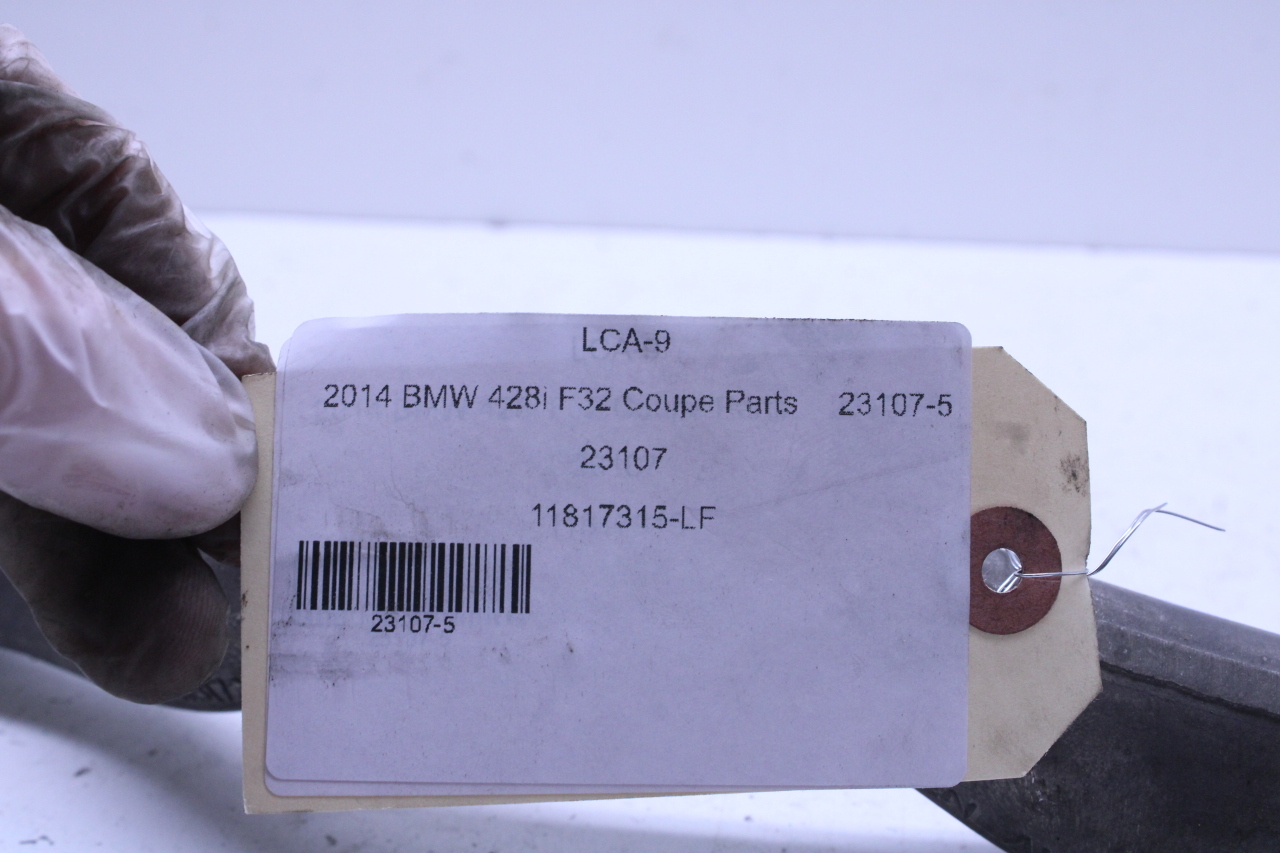 LCA-9
2014 BMW 428i F32 Coupe Parts 23107-5
23107
11817315-LF
23107-5